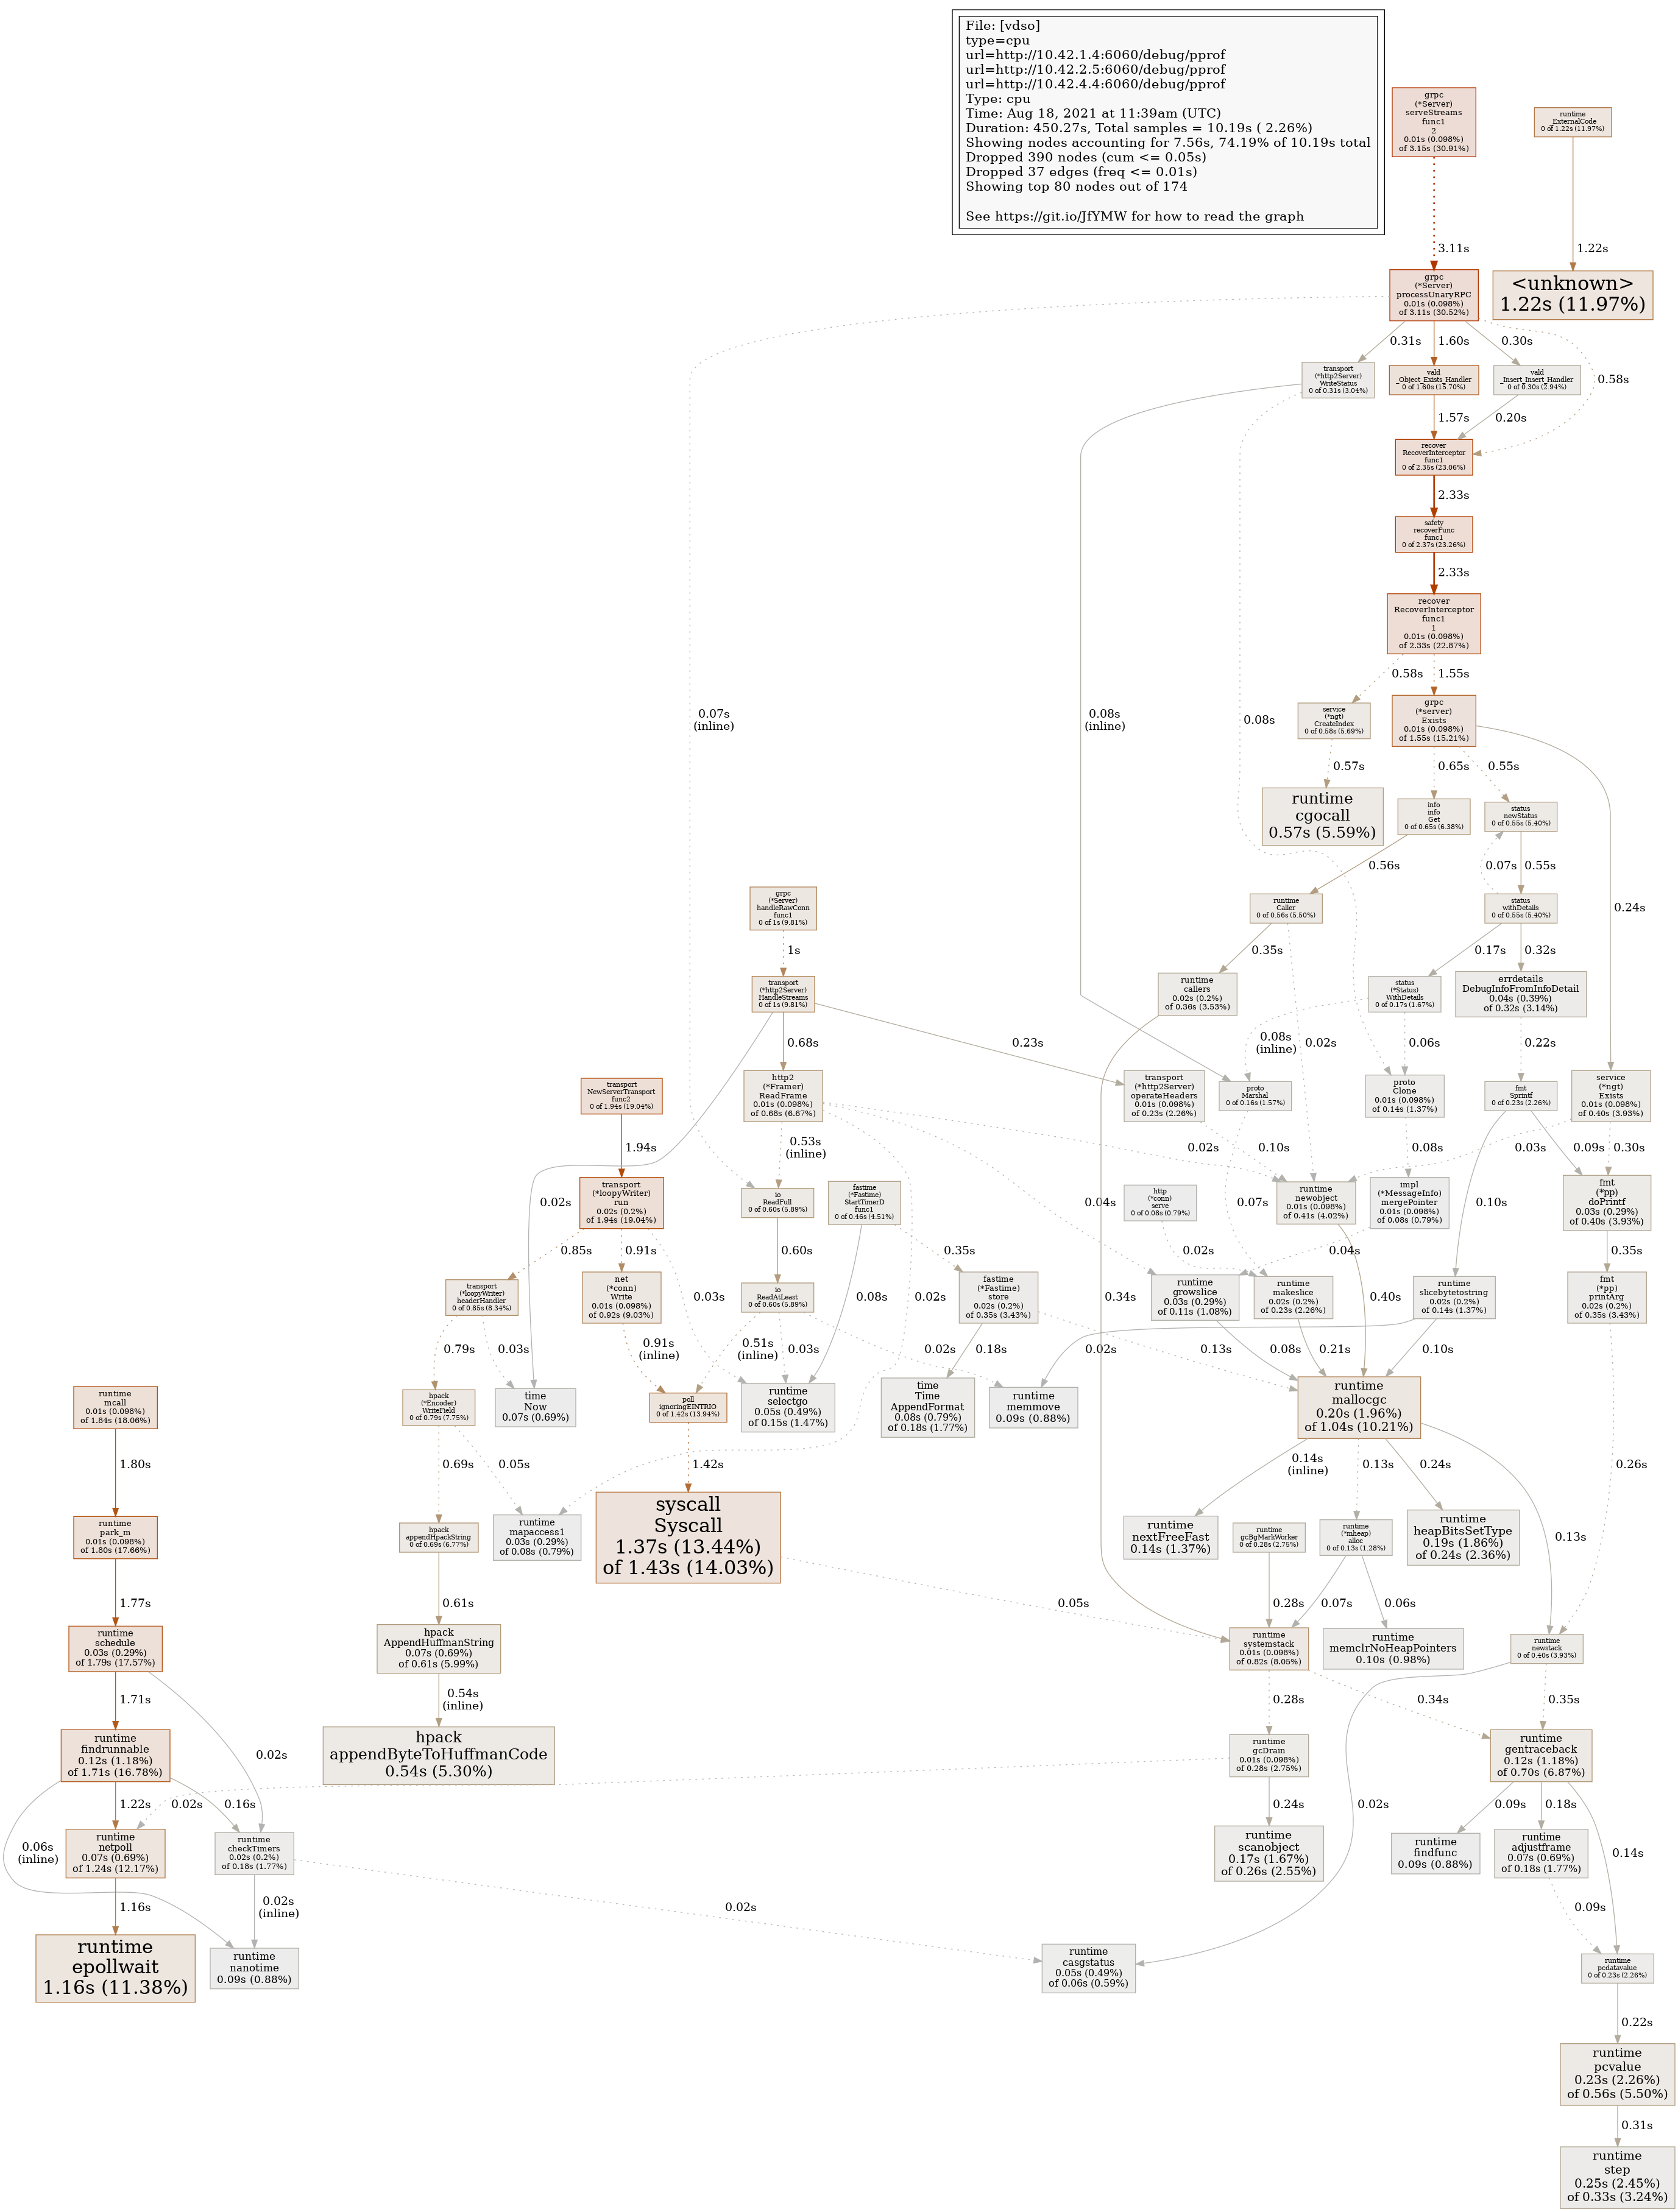 File: [vdso]
type=cpu
url=http://10.42.1.4:6060/debug/pprof
url=http://10.42.2.5:6060/debug/pprof
url=http://10.42.4.4:6060/debug/pprof
Type: cpu
Time: Aug 18, 2021 at 11:39am (UTC)
Duration: 450.27s, Total samples = 10.19s ( 2.26%)
Showing nodes accounting for 7.56s, 74.19% of 10.19s total
Dropped 390 nodes (cum <= 0.05s)
Dropped 37 edges (freq <= 0.01s)
Showing top 80 nodes out of 174
See https://git.io/JfYMW for how to read the graph
grpc
(*Server)
serveStreams
func1
2
0.01s (0.098%)
of 3.15s (30.91%)
runtime
_ExternalCode
0 of 1.22s (11.97%)
3.11s
1.22s
grpc
(*Server)
processUnaryRPC
0.01s (0.098%)
of 3.11s (30.52%)
<unknown>
1.22s (11.97%)
0.31s
1.60s
0.30s
0.58s
transport
(*http2Server)
WriteStatus
0 of 0.31s (3.04%)
vald
_Object_Exists_Handler
0 of 1.60s (15.70%)
vald
_Insert_Insert_Handler
0 of 0.30s (2.94%)
1.57s
0.20s
recover
RecoverInterceptor
func1
0 of 2.35s (23.06%)
2.33s
safety
recoverFunc
func1
0 of 2.37s (23.26%)
2.33s
recover
RecoverInterceptor
func1
1
0.01s (0.098%)
of 2.33s (22.87%)
0.58s
1.55s
0.07s
(inline)
0.08s
(inline)
0.08s
service
(*ngt)
CreateIndex
0 of 0.58s (5.69%)
grpc
(*server)
Exists
0.01s (0.098%)
of 1.55s (15.21%)
0.57s
0.65s
0.55s
runtime
cgocall
0.57s (5.59%)
info
info
Get
0 of 0.65s (6.38%)
status
newStatus
0 of 0.55s (5.40%)
0.56s
0.07s
0.55s
0.24s
grpc
(*Server)
handleRawConn
func1
0 of 1s (9.81%)
runtime
Caller
0 of 0.56s (5.50%)
status
withDetails
0 of 0.55s (5.40%)
1s
0.35s
0.17s
0.32s
transport
(*http2Server)
HandleStreams
0 of 1s (9.81%)
runtime
callers
0.02s (0.2%)
of 0.36s (3.53%)
status
(*Status)
WithDetails
0 of 0.17s (1.67%)
errdetails
DebugInfoFromInfoDetail
0.04s (0.39%)
of 0.32s (3.14%)
0.68s
0.23s
0.08s
(inline)
0.02s
0.06s
0.22s
transport
NewServerTransport
func2
0 of 1.94s (19.04%)
http2
(*Framer)
ReadFrame
0.01s (0.098%)
of 0.68s (6.67%)
transport
(*http2Server)
operateHeaders
0.01s (0.098%)
of 0.23s (2.26%)
proto
Marshal
0 of 0.16s (1.57%)
proto
Clone
0.01s (0.098%)
of 0.14s (1.37%)
fmt
Sprintf
0 of 0.23s (2.26%)
service
(*ngt)
Exists
0.01s (0.098%)
of 0.40s (3.93%)
1.94s
0.53s
(inline)
0.02s
0.10s
0.08s
0.09s
0.03s
0.30s
transport
(*loopyWriter)
run
0.02s (0.2%)
of 1.94s (19.04%)
0.02s
io
ReadFull
0 of 0.60s (5.89%)
fastime
(*Fastime)
StartTimerD
func1
0 of 0.46s (4.51%)
0.04s
http
(*conn)
serve
0 of 0.08s (0.79%)
0.07s
runtime
newobject
0.01s (0.098%)
of 0.41s (4.02%)
impl
(*MessageInfo)
mergePointer
0.01s (0.098%)
of 0.08s (0.79%)
0.10s
fmt
(*pp)
doPrintf
0.03s (0.29%)
of 0.40s (3.93%)
0.85s
0.91s
0.60s
0.35s
0.02s
0.04s
0.35s
transport
(*loopyWriter)
headerHandler
0 of 0.85s (8.34%)
net
(*conn)
Write
0.01s (0.098%)
of 0.92s (9.03%)
0.03s
io
ReadAtLeast
0 of 0.60s (5.89%)
0.08s
0.02s
fastime
(*Fastime)
store
0.02s (0.2%)
of 0.35s (3.43%)
0.34s
runtime
growslice
0.03s (0.29%)
of 0.11s (1.08%)
runtime
makeslice
0.02s (0.2%)
of 0.23s (2.26%)
0.40s
runtime
slicebytetostring
0.02s (0.2%)
of 0.14s (1.37%)
fmt
(*pp)
printArg
0.02s (0.2%)
of 0.35s (3.43%)
0.79s
0.03s
0.91s
(inline)
0.51s
(inline)
0.03s
0.02s
0.18s
0.02s
0.13s
0.08s
0.21s
0.10s
runtime
mcall
0.01s (0.098%)
of 1.84s (18.06%)
hpack
(*Encoder)
WriteField
0 of 0.79s (7.75%)
time
Now
0.07s (0.69%)
poll
ignoringEINTRIO
0 of 1.42s (13.94%)
runtime
selectgo
0.05s (0.49%)
of 0.15s (1.47%)
time
Time
AppendFormat
0.08s (0.79%)
of 0.18s (1.77%)
runtime
memmove
0.09s (0.88%)
runtime
mallocgc
0.20s (1.96%)
of 1.04s (10.21%)
1.80s
0.69s
0.05s
1.42s
0.14s
(inline)
0.13s
0.24s
0.26s
runtime
park_m
0.01s (0.098%)
of 1.80s (17.66%)
hpack
appendHpackString
0 of 0.69s (6.77%)
runtime
mapaccess1
0.03s (0.29%)
of 0.08s (0.79%)
syscall
Syscall
1.37s (13.44%)
of 1.43s (14.03%)
runtime
nextFreeFast
0.14s (1.37%)
runtime
gcBgMarkWorker
0 of 0.28s (2.75%)
runtime
(*mheap)
alloc
0 of 0.13s (1.28%)
runtime
heapBitsSetType
0.19s (1.86%)
of 0.24s (2.36%)
0.13s
1.77s
0.61s
0.05s
0.28s
0.07s
0.06s
runtime
schedule
0.03s (0.29%)
of 1.79s (17.57%)
hpack
AppendHuffmanString
0.07s (0.69%)
of 0.61s (5.99%)
runtime
systemstack
0.01s (0.098%)
of 0.82s (8.05%)
runtime
memclrNoHeapPointers
0.10s (0.98%)
runtime
newstack
0 of 0.40s (3.93%)
1.71s
0.54s
(inline)
0.28s
0.34s
0.35s
runtime
findrunnable
0.12s (1.18%)
of 1.71s (16.78%)
0.02s
hpack
appendByteToHuffmanCode
0.54s (5.30%)
runtime
gcDrain
0.01s (0.098%)
of 0.28s (2.75%)
runtime
gentraceback
0.12s (1.18%)
of 0.70s (6.87%)
1.22s
0.02s
0.16s
0.24s
0.02s
0.09s
0.18s
0.06s
(inline)
runtime
netpoll
0.07s (0.69%)
of 1.24s (12.17%)
runtime
checkTimers
0.02s (0.2%)
of 0.18s (1.77%)
runtime
scanobject
0.17s (1.67%)
of 0.26s (2.55%)
runtime
findfunc
0.09s (0.88%)
runtime
adjustframe
0.07s (0.69%)
of 0.18s (1.77%)
0.14s
1.16s
0.02s
(inline)
0.02s
0.09s
runtime
epollwait
1.16s (11.38%)
runtime
nanotime
0.09s (0.88%)
runtime
casgstatus
0.05s (0.49%)
of 0.06s (0.59%)
runtime
pcdatavalue
0 of 0.23s (2.26%)
0.22s
runtime
pcvalue
0.23s (2.26%)
of 0.56s (5.50%)
0.31s
runtime
step
0.25s (2.45%)
of 0.33s (3.24%)